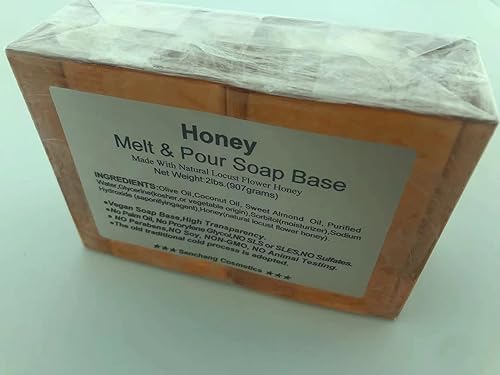 Honey
Melt & Pour Soap Base
Made With Natural Locust Flower Honey
Net Weight:2lbs.(907grams)
INGREDIENTS:Olive Oil,Coconut Oil, Sweet Almond Oil, Purified
Water,Glycerine(kosher,or vegetable origin),Sorbitol(moisturizer),Sodium
Hydroxide (saponifyingagent),Honey(natural locust flower honey).
●Vegan Soap Base,High Transparency.
●No Palm Oil, No Propylene Glycol,NO SLS or SLES,NO Sulfates.
● NO Parabens,NO Soy, NON-GMO, NO Animal Testing.
●The old traditional cold process is adopted.
★★★ Sanchang Cosmetics ★★★